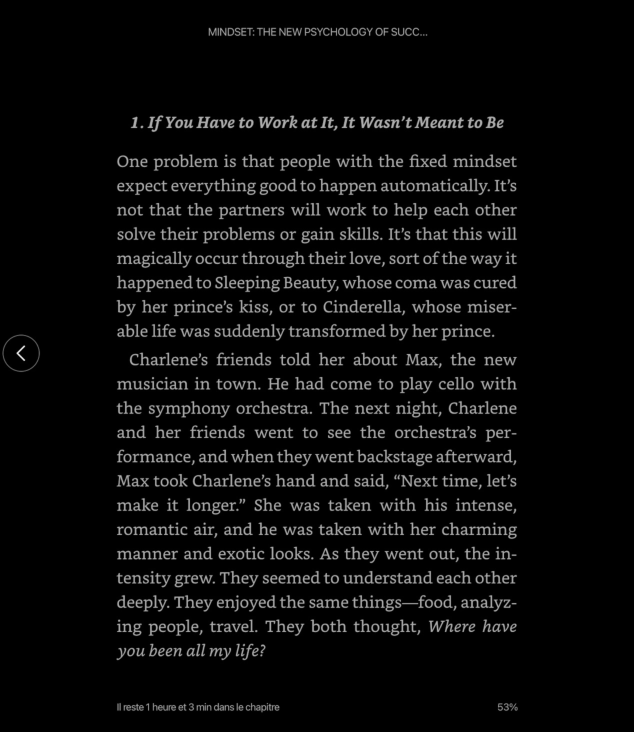 MINDSET: THE NEW PSYCHOLOGY OF SUCC...
1. If You Have to Work at It, It Wasn’t Meant to Be
One problem is that people with the fixed mindset
expect everything good to happen automatically. It’s
not that the partners will work to help each other
solve their problems or gain skills. It’s that this will
magically occur through their love, sort of the way it
happened to Sleeping Beauty, whose coma was cured
by her prince’s kiss, or to Cinderella, whose miser-
able life was suddenly transformed by her prince.
Charlene’s friends told her about Max, the new
musician in town. He had come to play cello with
the symphony orchestra. The next night, Charlene
and her friends went to see the orchestra’s per-
formance, and when they went backstage afterward,
Max took Charlene’s hand and said, “Next time, let’s
make it longer.” She was taken with his intense,
romantic air, and he was taken with her charming
manner and exotic looks. As they went out, the in-
tensity grew. They seemed to understand each other
deeply. They enjoyed the same things—food, analyz-
ing people, travel. They both thought, Where have
you been all my life?
Il reste 1 heure et 3 min dans le chapitre
53%